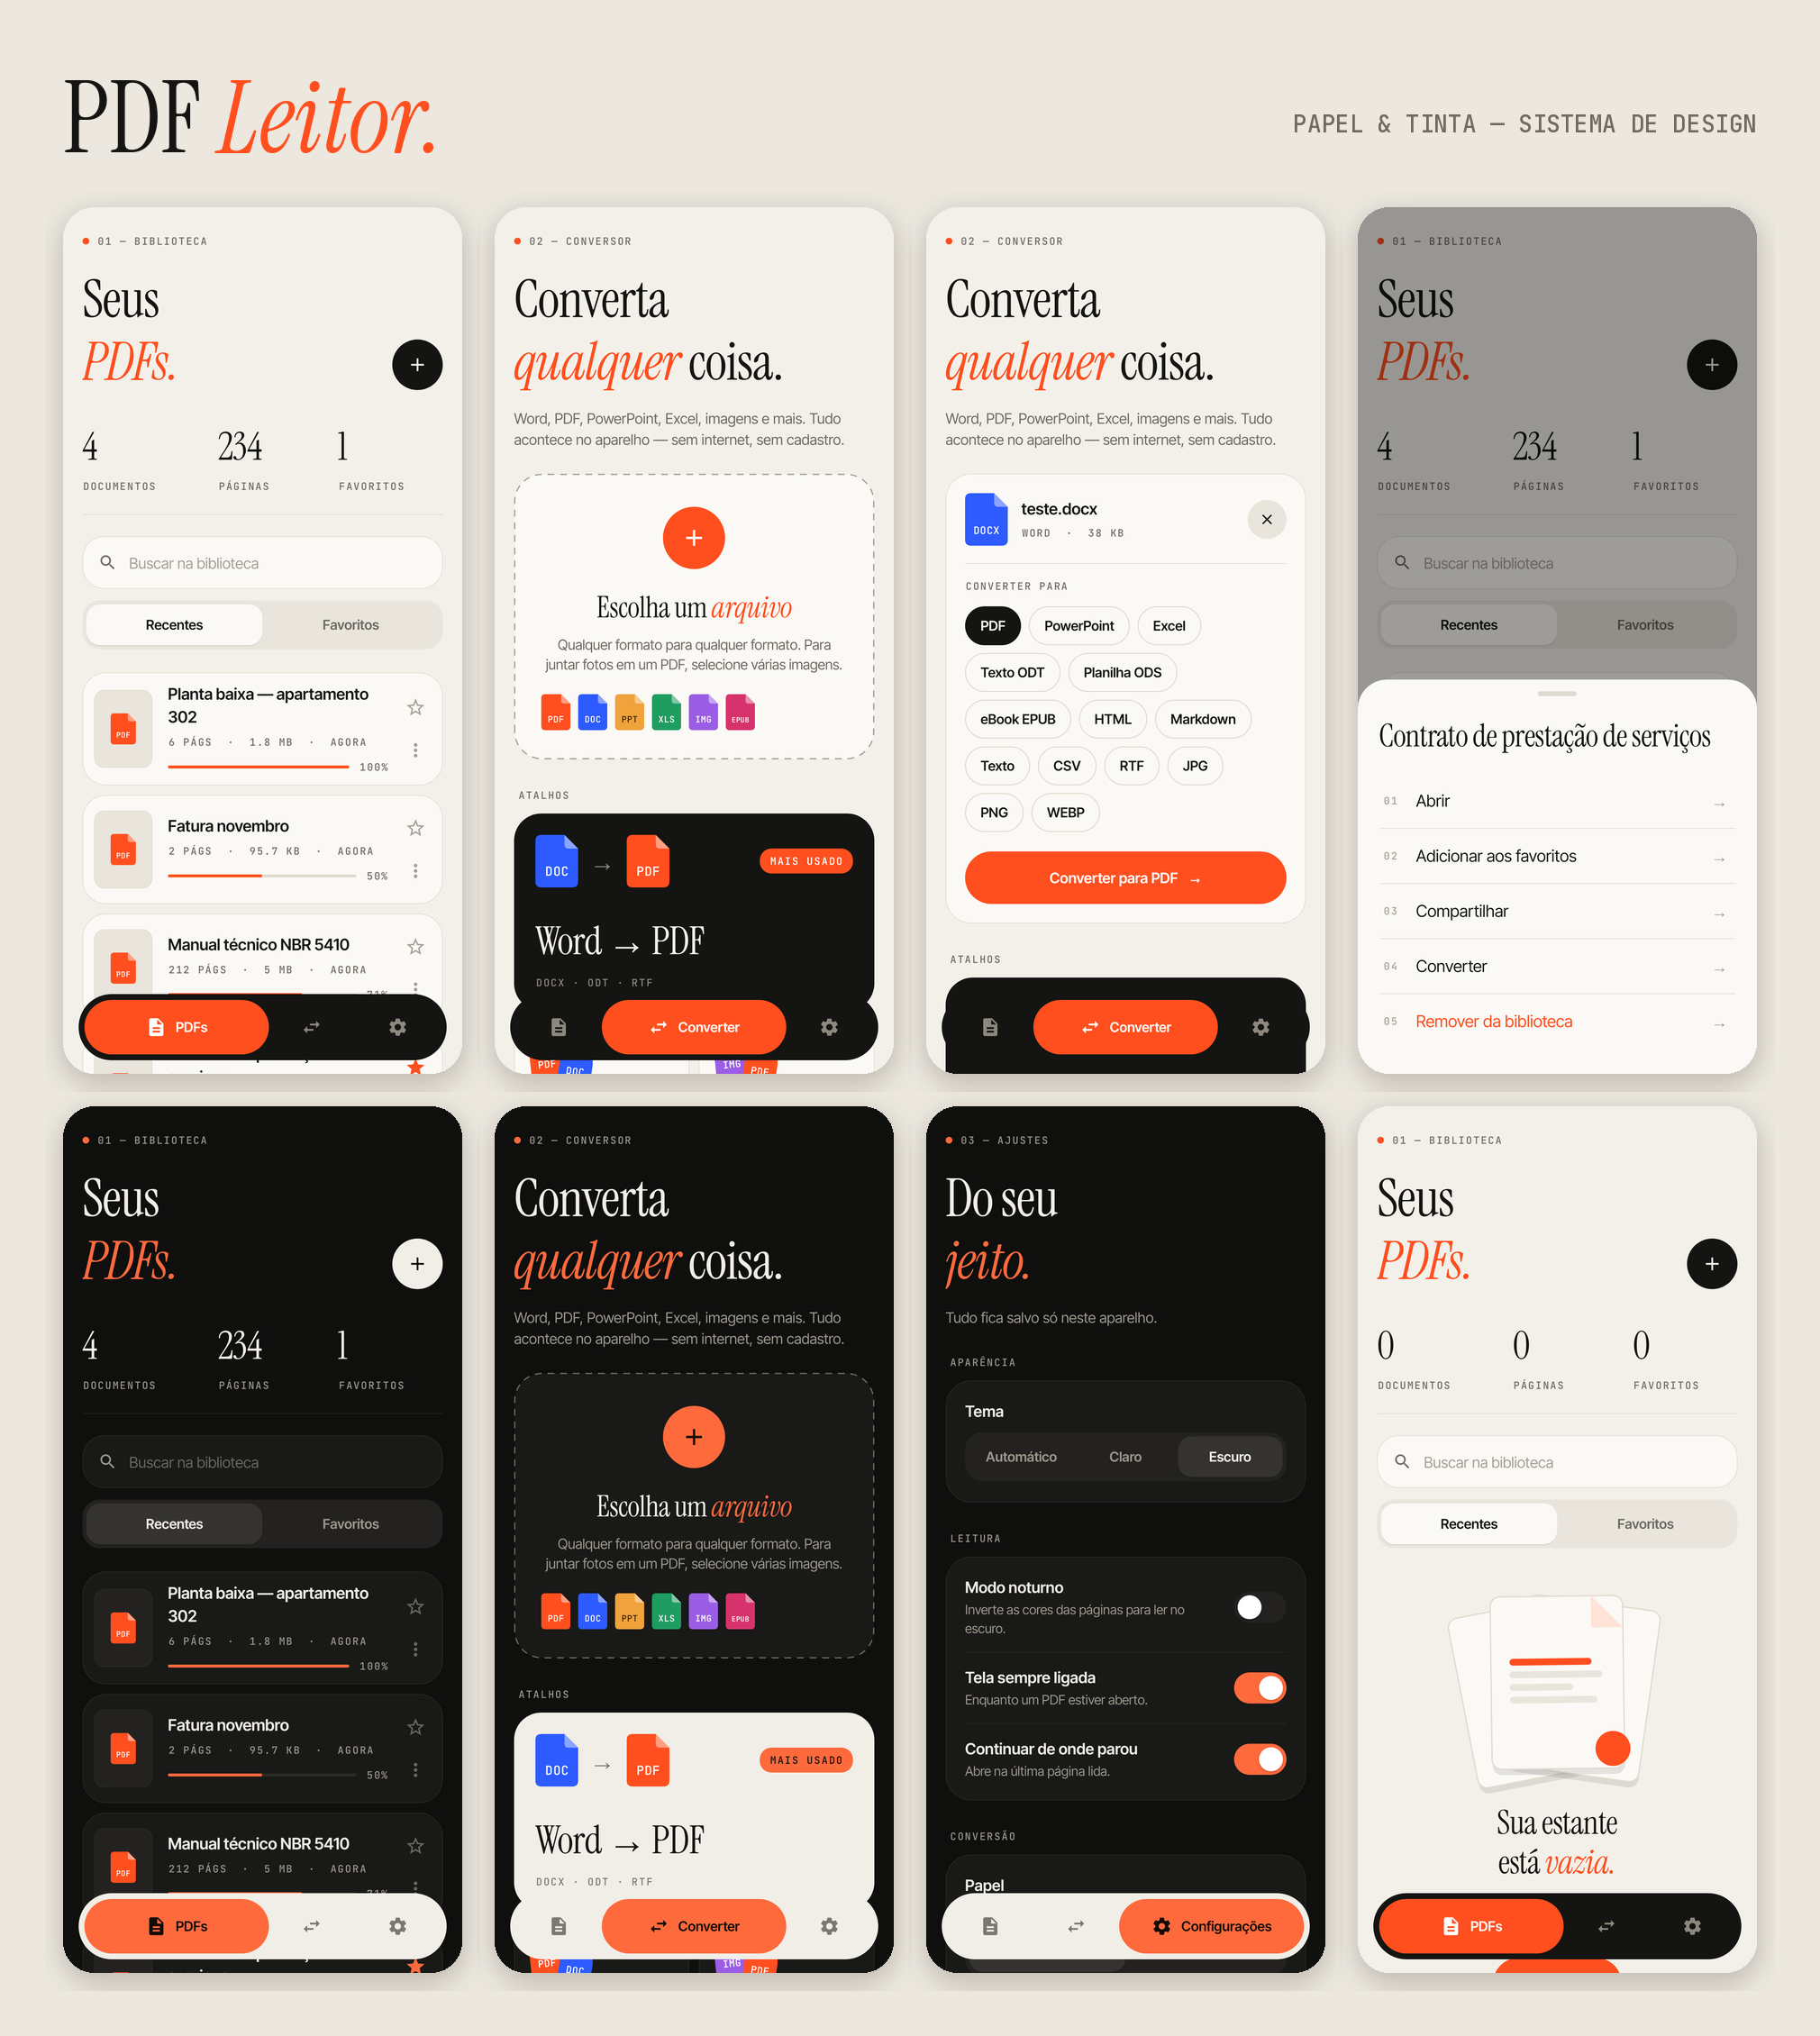 PDF Leitor.
PAPEL & TINTA — SISTEMA DE DESIGN
01 — BIBLIOTECA
Seus
PDFs.
+
4
234
1
DOCUMENTOS
PÁGINAS
FAVORITOS
Buscar na biblioteca
Recentes
Favoritos
Planta baixa — apartamento
302
PDF
6 PÁGS · 1.8 MB · AGORA
100%
Fatura novembro
PDF
2 PÁGS · 95.7 KB · AGORA
50%
Manual técnico NBR 5410
PDF
212 PÁGS · 5 MB · AGORA
71%
PDFs
02 — CONVERSOR
Converta
qualquer coisa.
Word, PDF, PowerPoint, Excel, imagens e mais. Tudo
acontece no aparelho — sem internet, sem cadastro.
+
Escolha um arquivo
Qualquer formato para qualquer formato. Para
juntar fotos em um PDF, selecione várias imagens.
PDF DOC PPT XLS IMG EPUB
ATALHOS
DOC → PDF
MAIS USADO
Word → PDF
DOCX · ODT · RTF
Converter
PDF DOC
IMG PDF
02 — CONVERSOR
Converta
qualquer coisa.
Word, PDF, PowerPoint, Excel, imagens e mais. Tudo
acontece no aparelho — sem internet, sem cadastro.
DOCX
teste.docx
WORD · 38 KB
×
CONVERTER PARA
PDF PowerPoint Excel
Texto ODT Planilha ODS
eBook EPUB HTML Markdown
Texto CSV RTF JPG
PNG WEBP
Converter para PDF →
ATALHOS
Converter
01 — BIBLIOTECA
Seus
PDFs.
+
4
234
1
DOCUMENTOS
PÁGINAS
FAVORITOS
Buscar na biblioteca
Recentes
Favoritos
Contrato de prestação de serviços
01 Abrir →
02 Adicionar aos favoritos →
03 Compartilhar →
04 Converter →
05 Remover da biblioteca →
01 — BIBLIOTECA
Seus
PDFs.
+
4
234
1
DOCUMENTOS
PÁGINAS
FAVORITOS
Buscar na biblioteca
Recentes
Favoritos
Planta baixa — apartamento
302
PDF
6 PÁGS · 1.8 MB · AGORA
100%
Fatura novembro
PDF
2 PÁGS · 95.7 KB · AGORA
50%
Manual técnico NBR 5410
PDF
212 PÁGS · 5 MB · AGORA
71%
PDFs
02 — CONVERSOR
Converta
qualquer coisa.
Word, PDF, PowerPoint, Excel, imagens e mais. Tudo
acontece no aparelho — sem internet, sem cadastro.
+
Escolha um arquivo
Qualquer formato para qualquer formato. Para
juntar fotos em um PDF, selecione várias imagens.
PDF DOC PPT XLS IMG EPUB
ATALHOS
DOC → PDF
MAIS USADO
Word → PDF
DOCX · ODT · RTF
Converter
PDF DOC
IMG PDF
03 — AJUSTES
Do seu
jeito.
Tudo fica salvo só neste aparelho.
APARÊNCIA
Tema
Automático
Claro
Escuro
LEITURA
Modo noturno
Inverte as cores das páginas para ler no
escuro.
Tela sempre ligada
Enquanto um PDF estiver aberto.
Continuar de onde parou
Abre na última página lida.
CONVERSÃO
Papel
Configurações
01 — BIBLIOTECA
Seus
PDFs.
+
0
0
0
DOCUMENTOS
PÁGINAS
FAVORITOS
Buscar na biblioteca
Recentes
Favoritos
Sua estante
está vazia.
PDFs